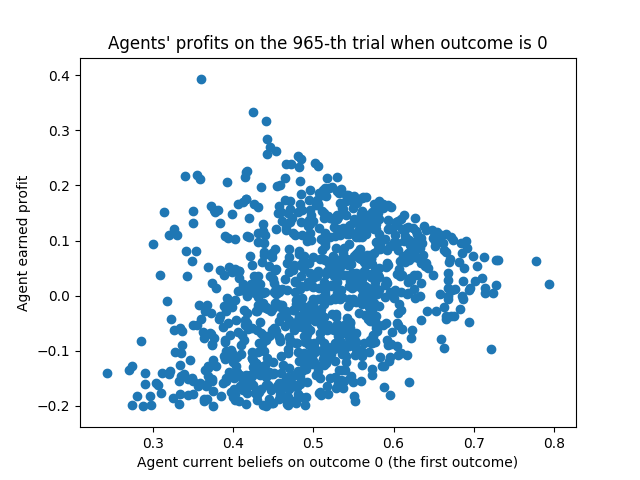 Agents' profits on the 965-th trial when outcome is 0
0.4
0.3
0.2
0.1
0.0
−0.1
−0.2
Agent earned profit
0.3 0.4 0.5 0.6 0.7 0.8
Agent current beliefs on outcome 0 (the first outcome)